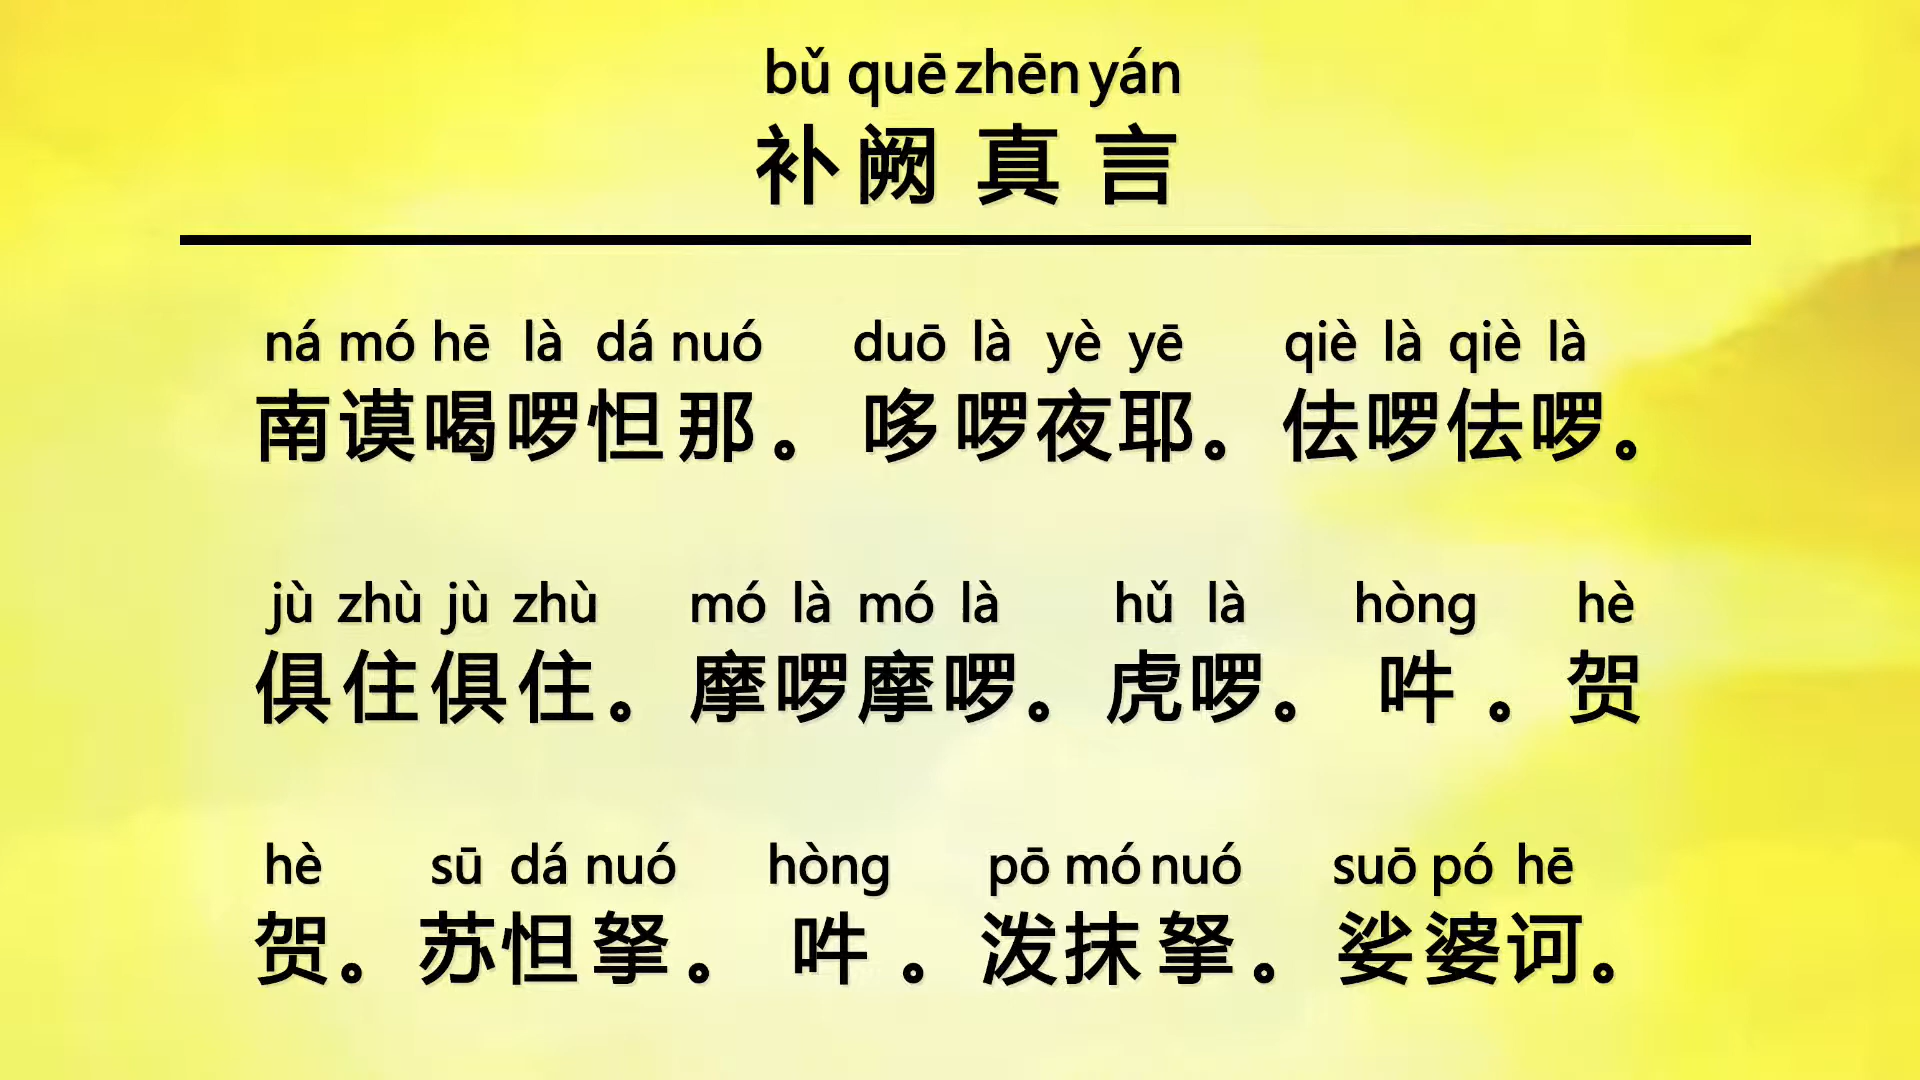 bǔ quē zhēn yán
补阙真言
ná mó hē là dá nuó duō là yè yē qiè là qiè là
南谟喝啰怛那。哆啰夜耶。佉啰佉啰。
jù zhù jù zhù mó là mó là hǔ là hòng hè
俱住俱住。摩啰摩啰。虎啰。吽。贺
hè sū dá nuó hòng pō mó nuó suō pó hē
贺。苏怛拏。吽。泼抹拏。娑婆诃。